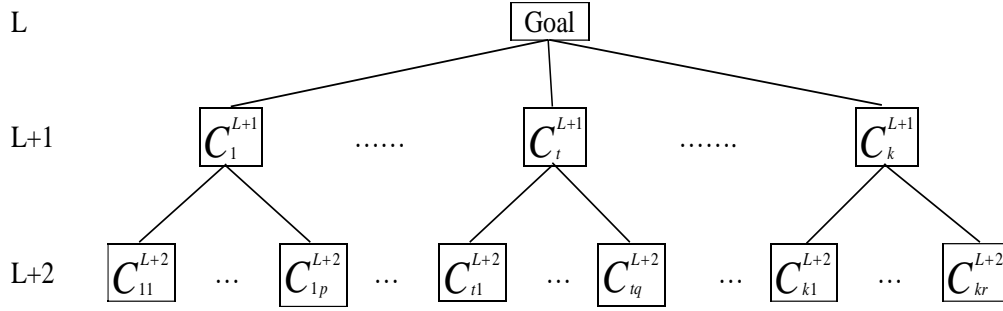 L Goal
L+1 C_1^{L+1} …… C_t^{L+1} ……. C_k^{L+1}
L+2 C_{11}^{L+2} … C_{1p}^{L+2} … C_{t1}^{L+2} … C_{tq}^{L+2} … C_{k1}^{L+2} … C_{kr}^{L+2}